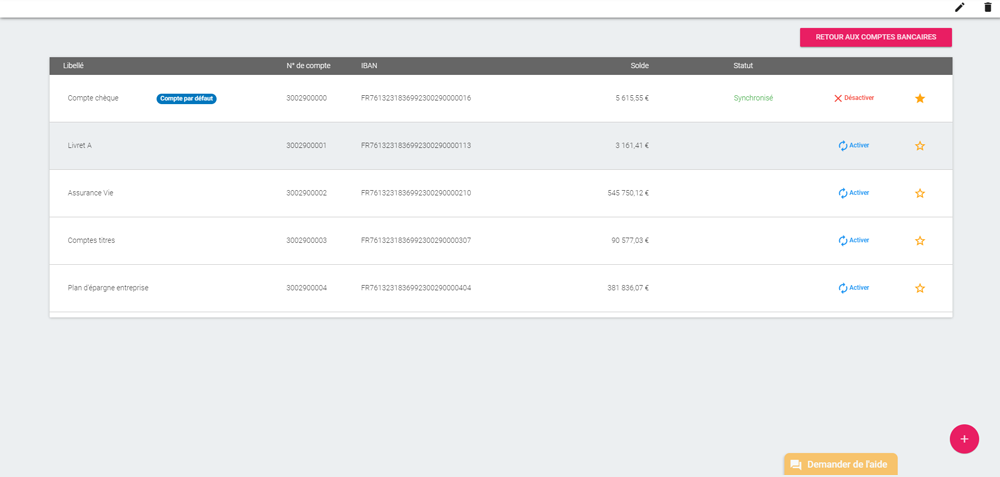 RETOUR AUX COMPTES BANCAIRES
Libellé N° de compte IBAN Solde Statut
Compte chèque Compte par défaut 3002900000 FR7613231836992300290000016 5 615,55 € Synchronisé Désactiver
Livret A 3002900001 FR7613231836992300290000113 3 161,41 € Activer
Assurance Vie 3002900002 FR7613231836992300290000210 545 750,12 € Activer
Comptes titres 3002900003 FR7613231836992300290000307 90 577,03 € Activer
Plan d'épargne entreprise 3002900004 FR7613231836992300290000404 381 836,07 € Activer
Demander de l'aide